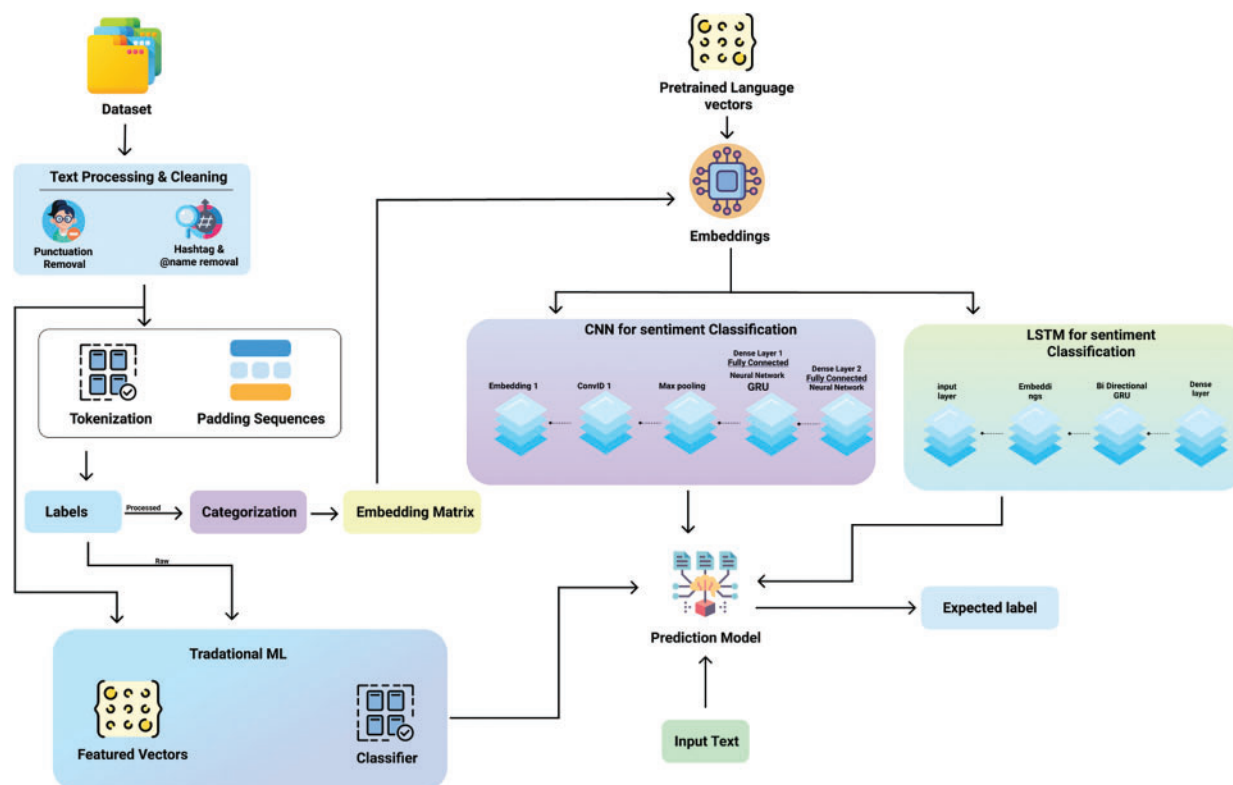 Dataset
Text Processing & Cleaning
Punctuation
Removal
Hashtag &
@name removal
Tokenization
Padding Sequences
Labels
Processed
Categorization
Embedding Matrix
Raw
Tradational ML
Featured Vectors
Classifier
Pretrained Language
vectors
Embeddings
CNN for sentiment Classification
Embedding 1
ConvID 1
Max pooling
Dense Layer 1
Fully Connected
Neural Network
GRU
Dense Layer 2
Fully Connected
Neural Network
LSTM for sentiment
Classification
input
layer
Embeddi
ngs
Bi Directional
GRU
Dense
layer
Prediction Model
Expected label
Input Text